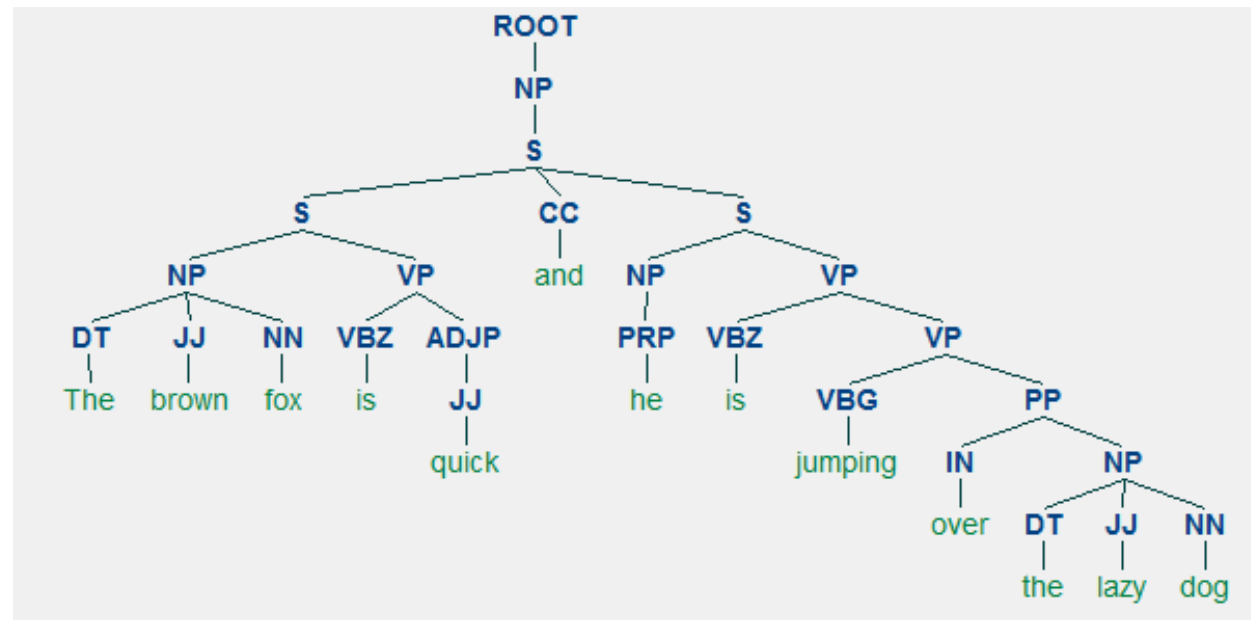 ROOT
NP
S
S CC S
NP VP and NP VP
DT JJ NN VBZ ADJP PRP VBZ VP
The brown fox is JJ he is VBG PP
quick jumping IN NP
over DT JJ NN
the lazy dog